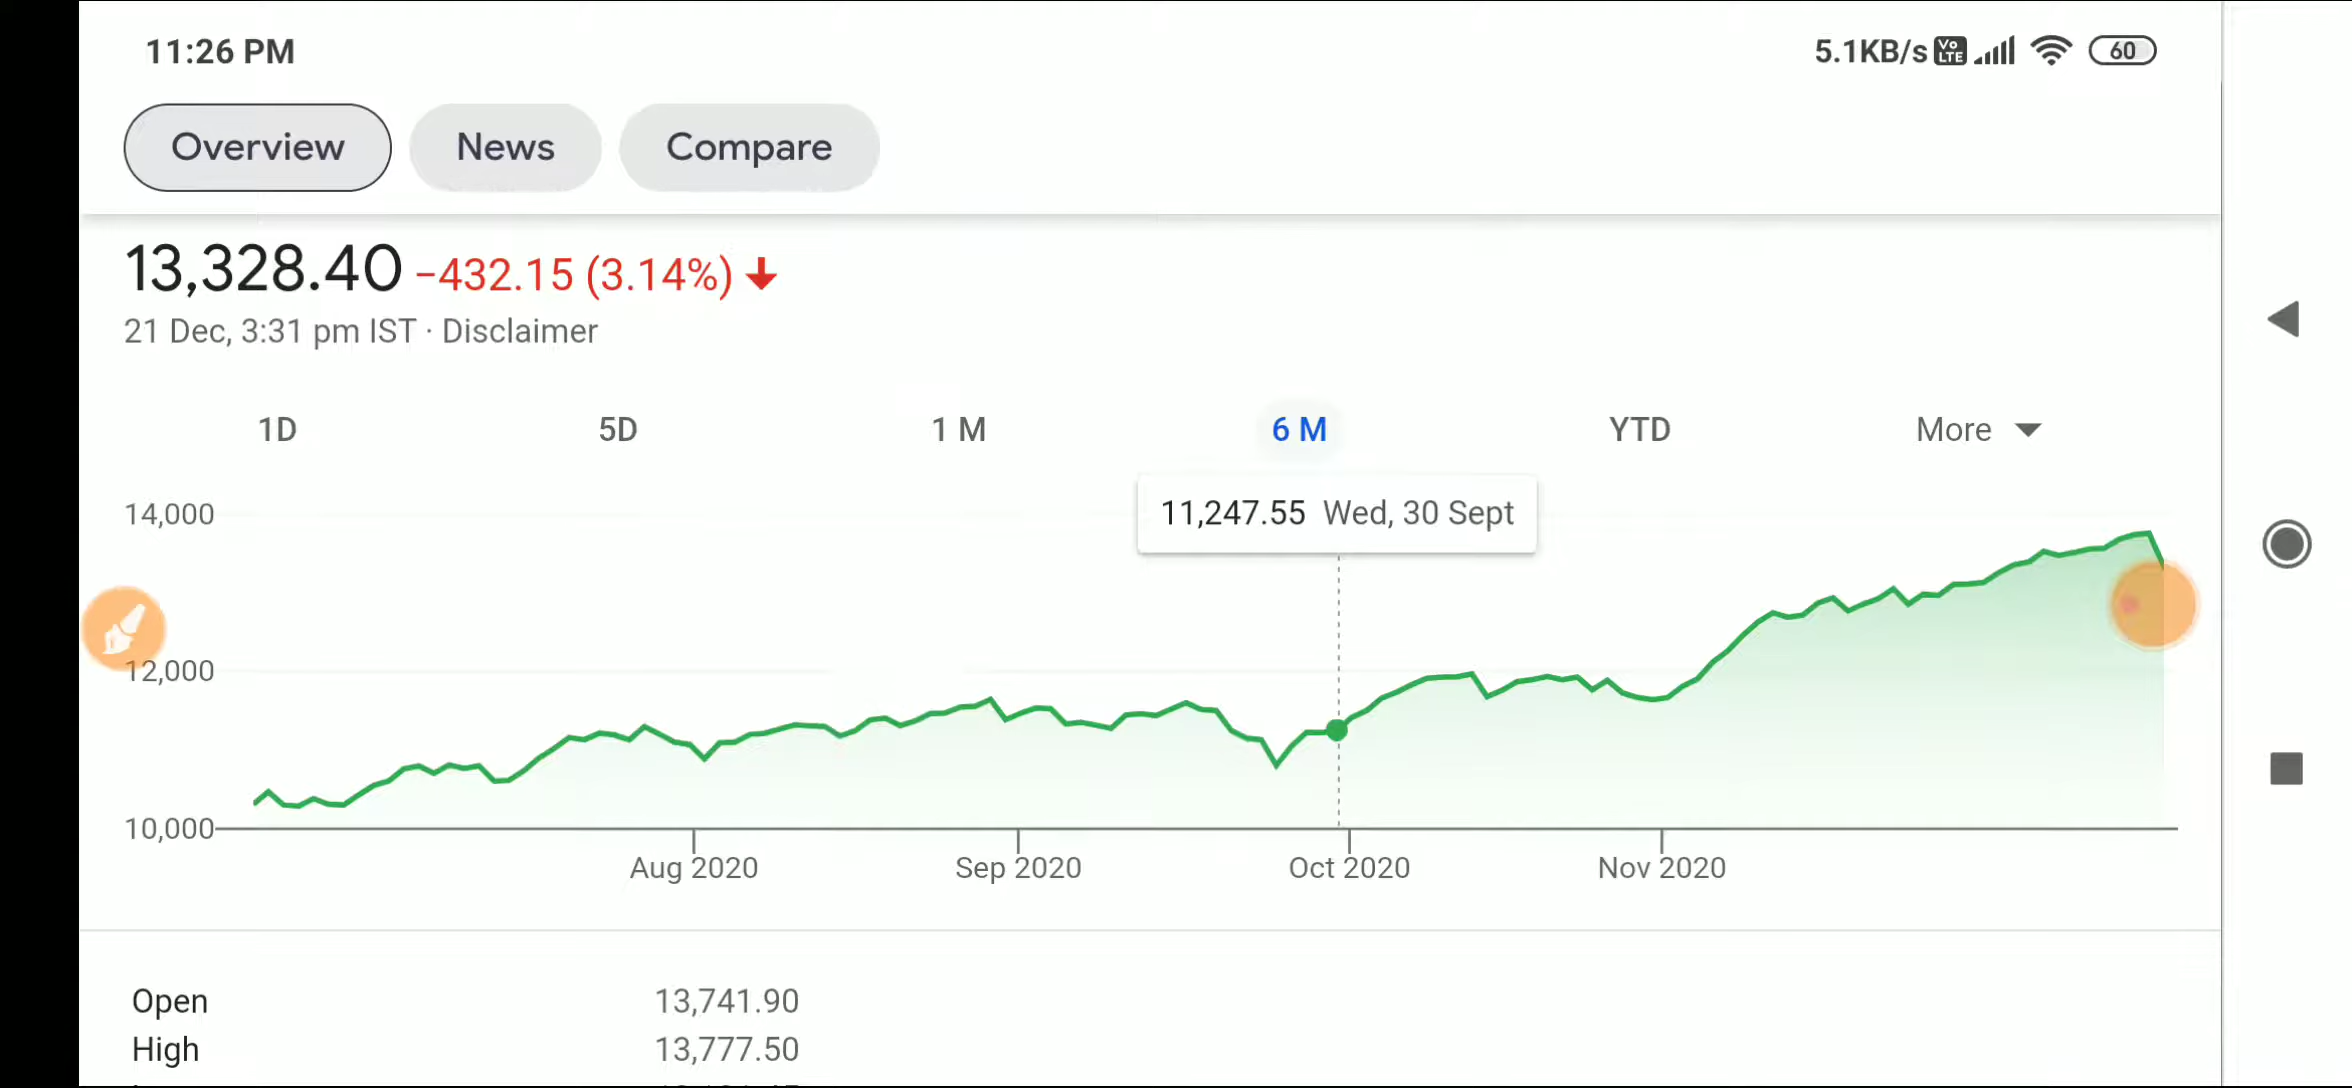 11:26 PM 5.1KB/s Vo LTE 60
Overview News Compare
13,328.40 −432.15 (3.14%)
21 Dec, 3:31 pm IST · Disclaimer
1D 5D 1 M 6 M YTD More
11,247.55 Wed, 30 Sept
14,000
12,000
10,000
Aug 2020 Sep 2020 Oct 2020 Nov 2020
Open 13,741.90
High 13,777.50